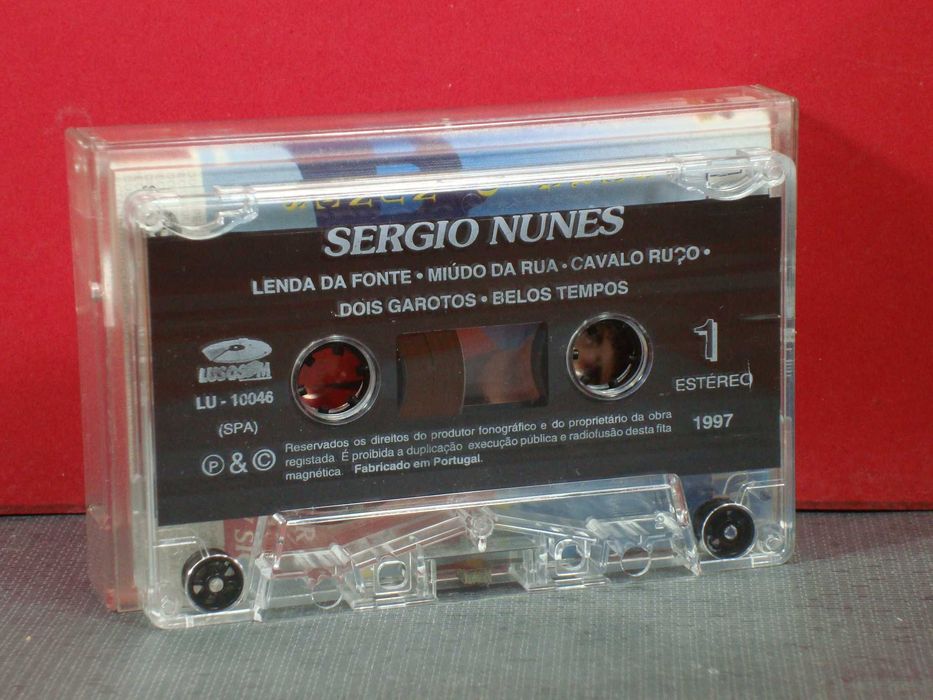 SERGIO NUNES
LENDA DA FONTE • MIÚDO DA RUA • CAVALO RUÇO •
DOIS GAROTOS • BELOS TEMPOS
LUSOSOM
LU - 10046
(SPA)
1
ESTÉREO
1997
Ⓟ & ©
Reservados os direitos do produtor fonográfico e do proprietário da obra
registada. É proibida a duplicação execução pública e radiofusão desta fita
magnética. Fabricado em Portugal.